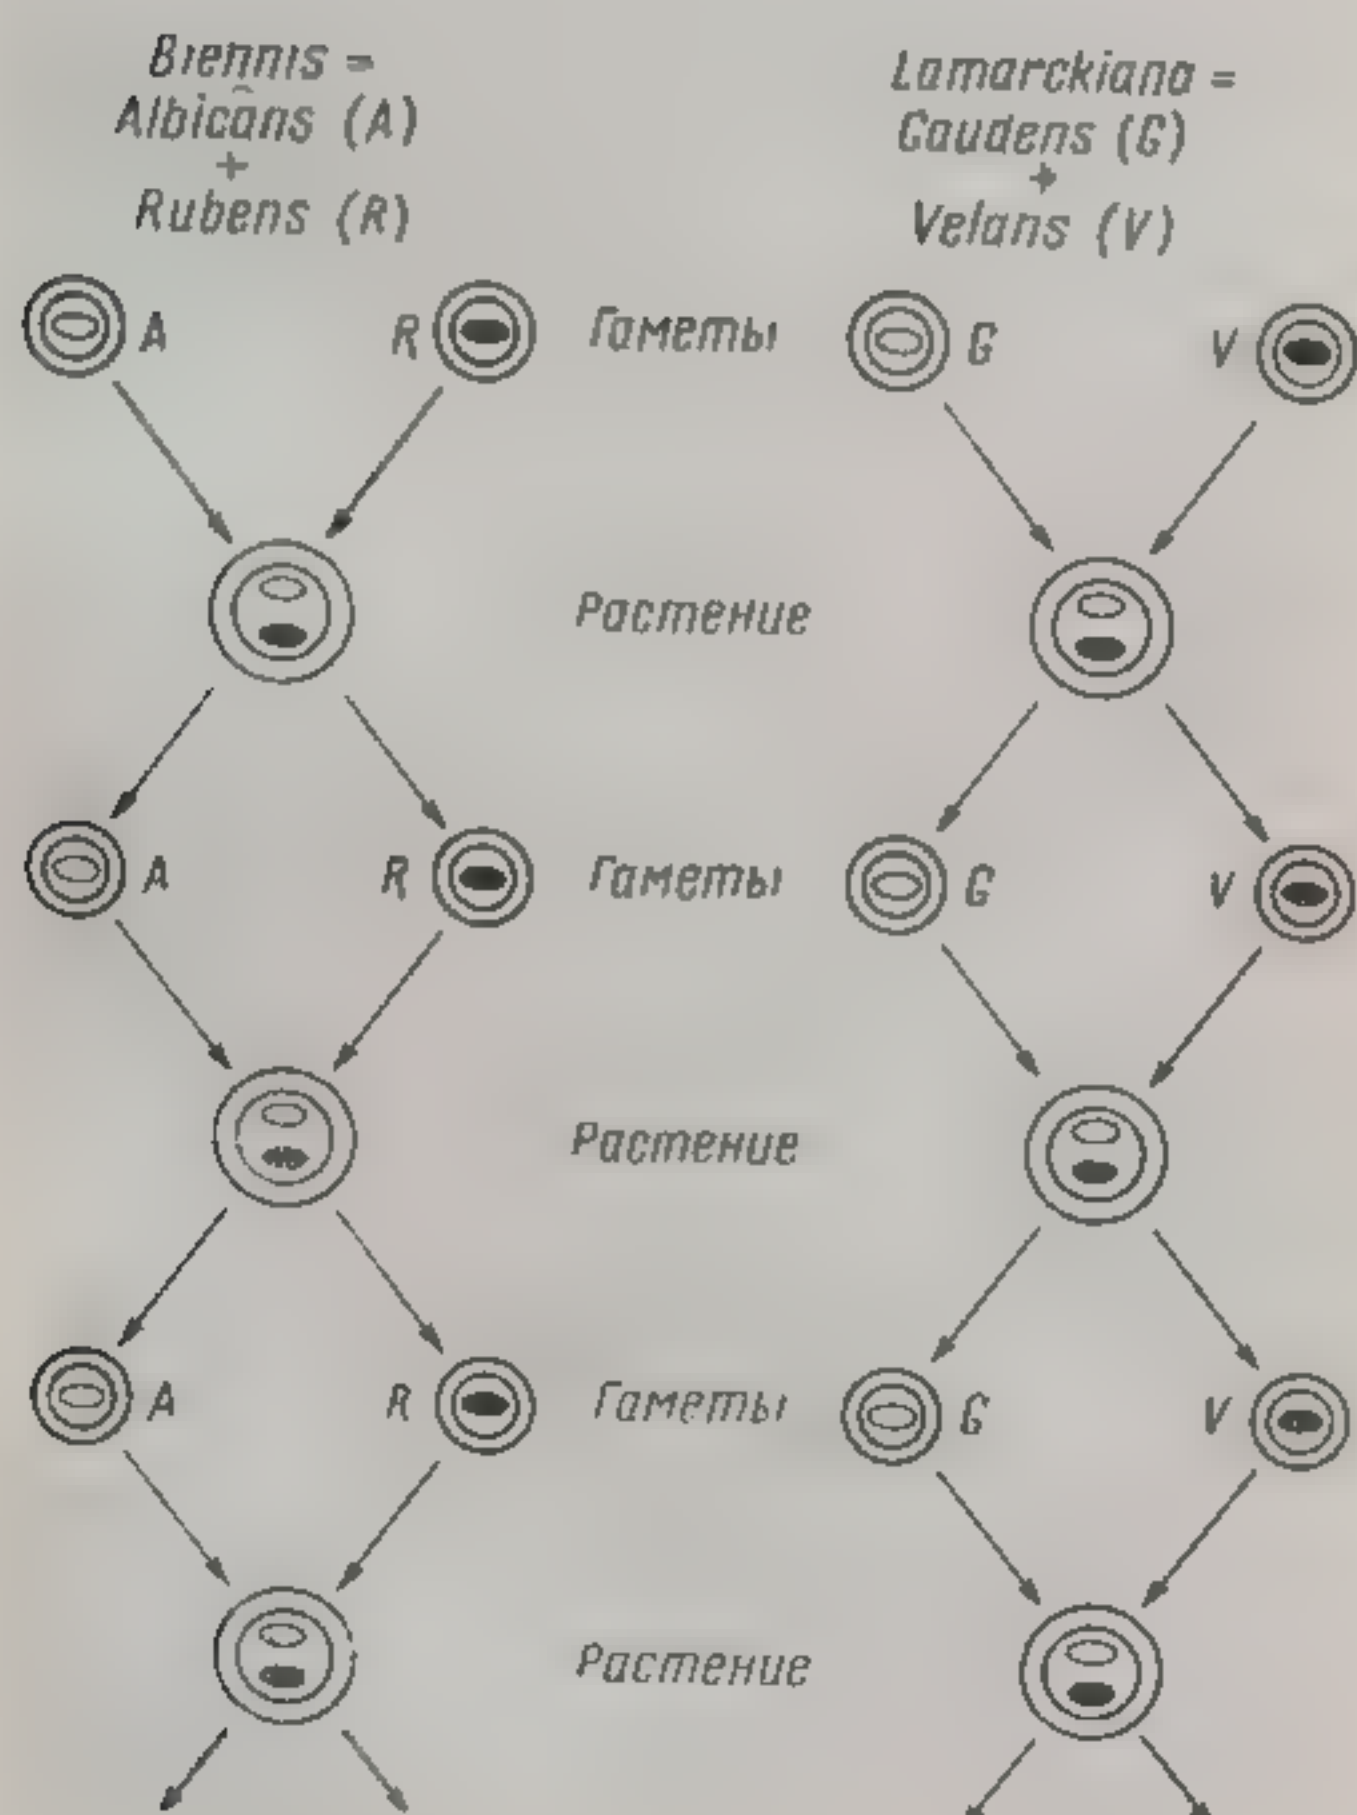 Biennis =
Albicans (A)
+
Rubens (R)
Lamarckiana =
Gaudens (G)
+
Velans (V)
A R Гаметы G V
Растение
A R Гаметы G V
Растение
A R Гаметы G V
Растение